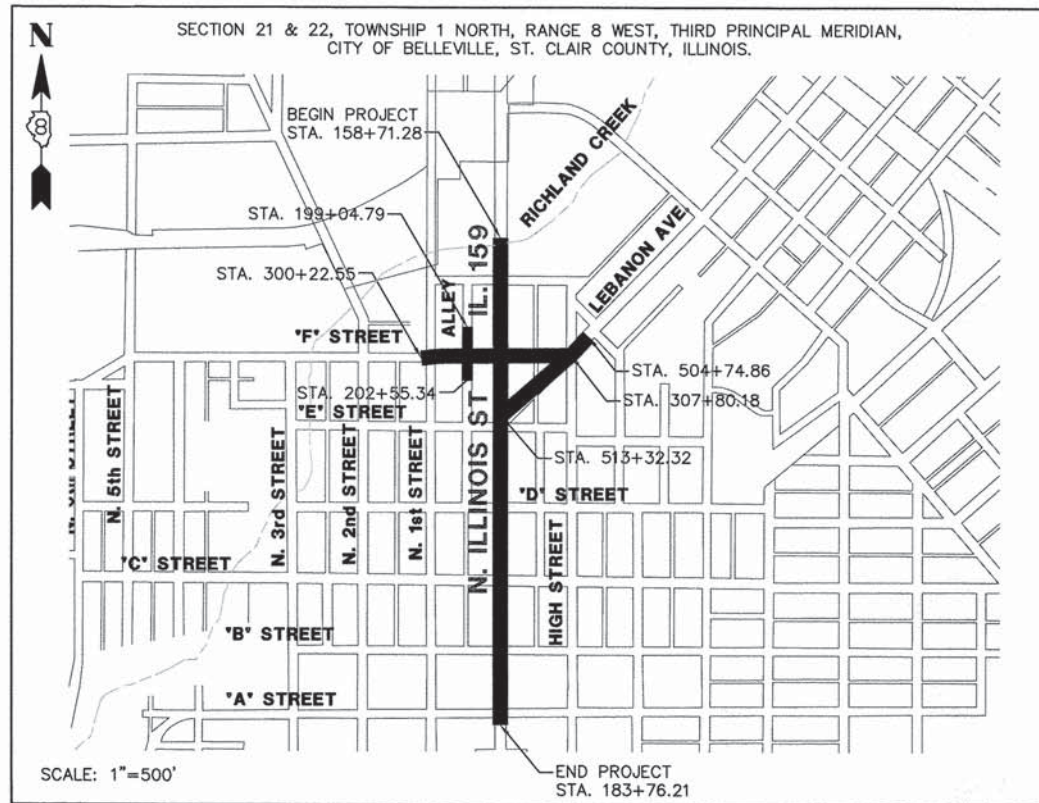 SECTION 21 & 22, TOWNSHIP 1 NORTH, RANGE 8 WEST, THIRD PRINCIPAL MERIDIAN,
CITY OF BELLEVILLE, ST. CLAIR COUNTY, ILLINOIS.
N
8
BEGIN PROJECT
STA. 158+71.28
RICHLAND CREEK
STA. 199+04.79
IL. 159
LEBANON AVE.
STA. 300+22.55
ALLEY
"F" STREET
STA. 504+74.86
STA. 202+55.34
STA. 307+80.18
"E" STREET
N. 5th STREET
STA. 513+32.32
N. 3rd STREET
N. 2nd STREET
N. 1st STREET
N. ILLINOIS ST
"D" STREET
"C" STREET
HIGH STREET
"B" STREET
"A" STREET
SCALE: 1"=500'
END PROJECT
STA. 183+76.21